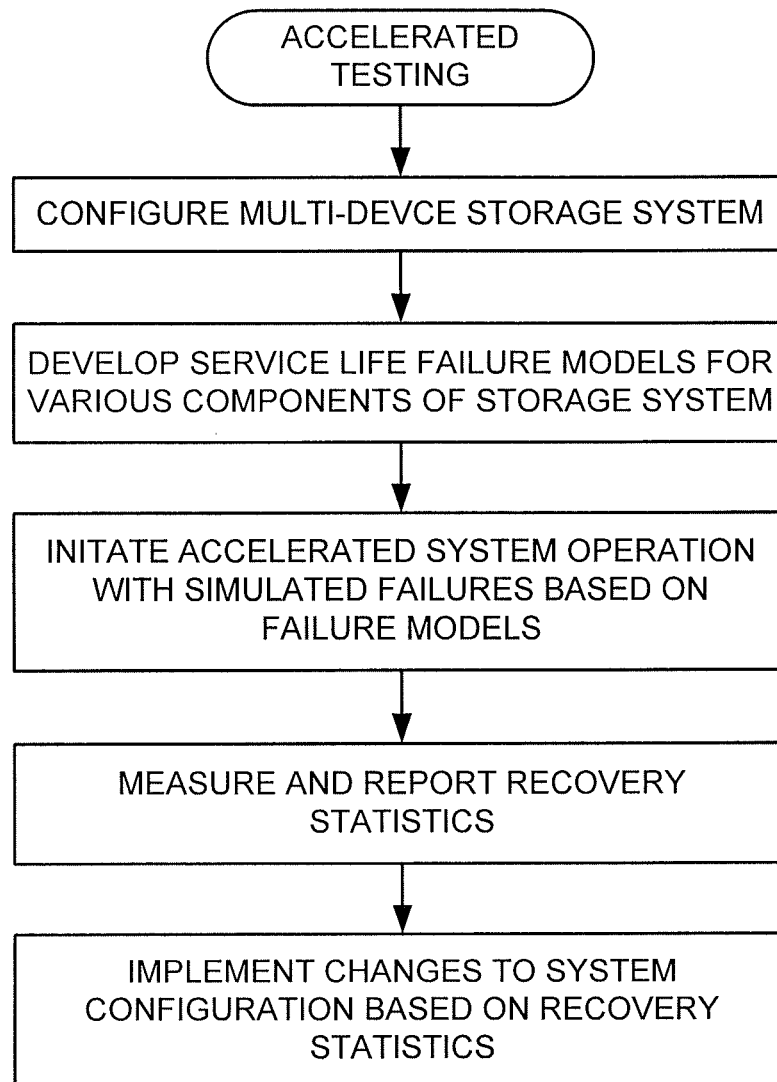 ACCELERATED
TESTING
CONFIGURE MULTI-DEVCE STORAGE SYSTEM
DEVELOP SERVICE LIFE FAILURE MODELS FOR
VARIOUS COMPONENTS OF STORAGE SYSTEM
INITATE ACCELERATED SYSTEM OPERATION
WITH SIMULATED FAILURES BASED ON
FAILURE MODELS
MEASURE AND REPORT RECOVERY
STATISTICS
IMPLEMENT CHANGES TO SYSTEM
CONFIGURATION BASED ON RECOVERY
STATISTICS